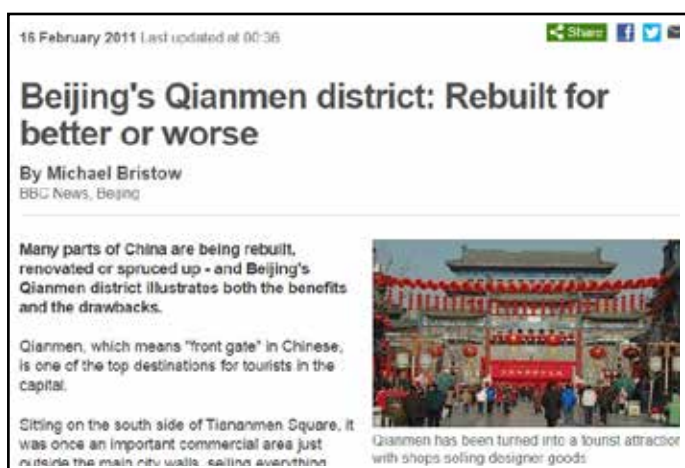 16 February 2011 Last updated at 00:36
Share
Beijing's Qianmen district: Rebuilt for
better or worse
By Michael Bristow
BBC News, Beijing
Many parts of China are being rebuilt,
renovated or spruced up - and Beijing's
Qianmen district illustrates both the benefits
and the drawbacks.
Qianmen, which means "front gate" in Chinese,
is one of the top destinations for tourists in the
capital.
Sitting on the south side of Tiananmen Square, it
was once an important commercial area just
outside the main city walls, selling everything
Qianmen has been turned into a tourist attraction
with shops selling designer goods